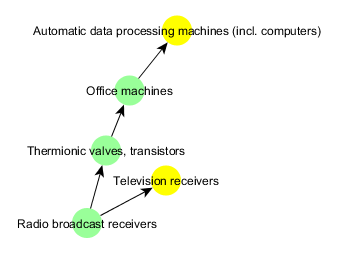 Automatic data processing machines (incl. computers)
Office machines
Thermionic valves, transistors
Television receivers
Radio broadcast receivers